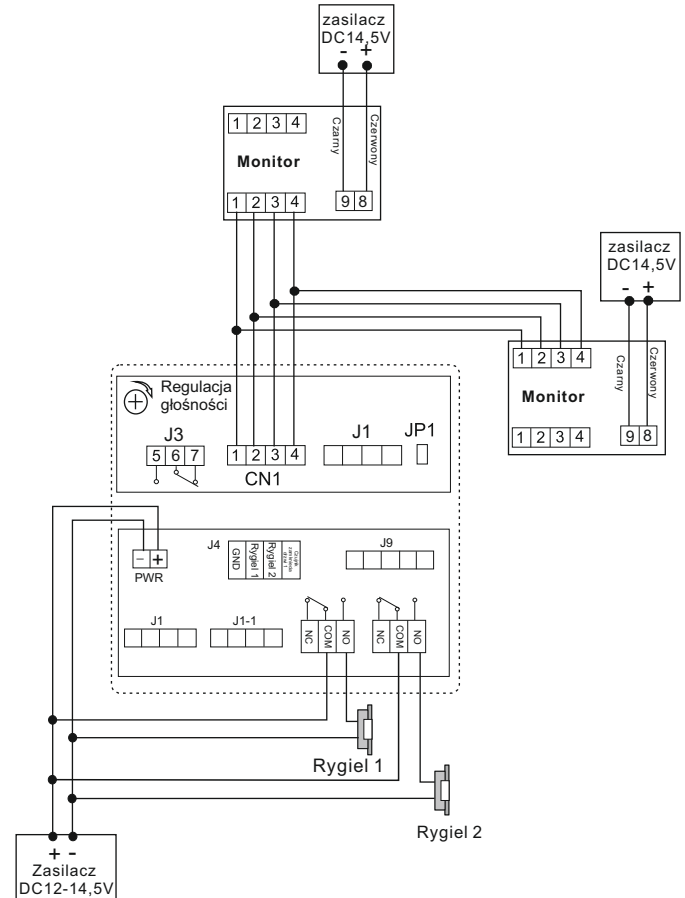 zasilacz
DC14,5V
- +
Czarny
Czerwony
1 2 3 4
Monitor
1 2 3 4
9 8
zasilacz
DC14,5V
- +
1 2 3 4
Czarny
Czerwony
Monitor
1 2 3 4
9 8
Regulacja
głośności
J3
5 6 7
1 2 3 4
CN1
J1
JP1
- +
PWR
J4
GND
Rygiel 1
Rygiel 2
J9
J1
J1-1
NC
COM
NO
NC
COM
NO
Rygiel 1
Rygiel 2
+ -
Zasilacz
DC12-14,5V